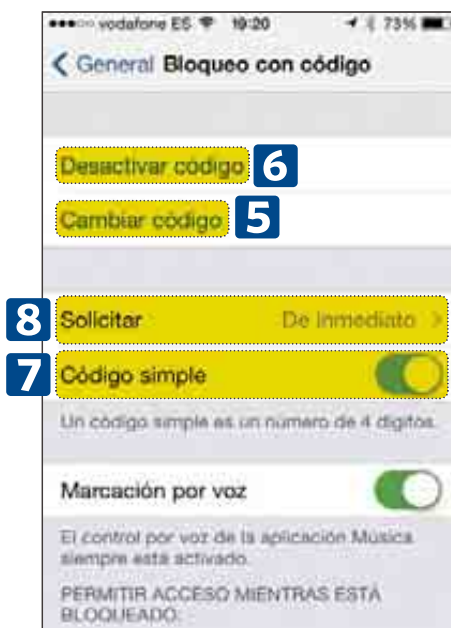 vodafone ES 19:20 73%
General Bloqueo con código
Desactivar código 6
Cambiar código 5
8 Solicitar De inmediato
7 Código simple
Un código simple es un número de 4 dígitos.
Marcación por voz
El control por voz de la aplicación Música
siempre está activado.
PERMITIR ACCESO MIENTRAS ESTÁ
BLOQUEADO: